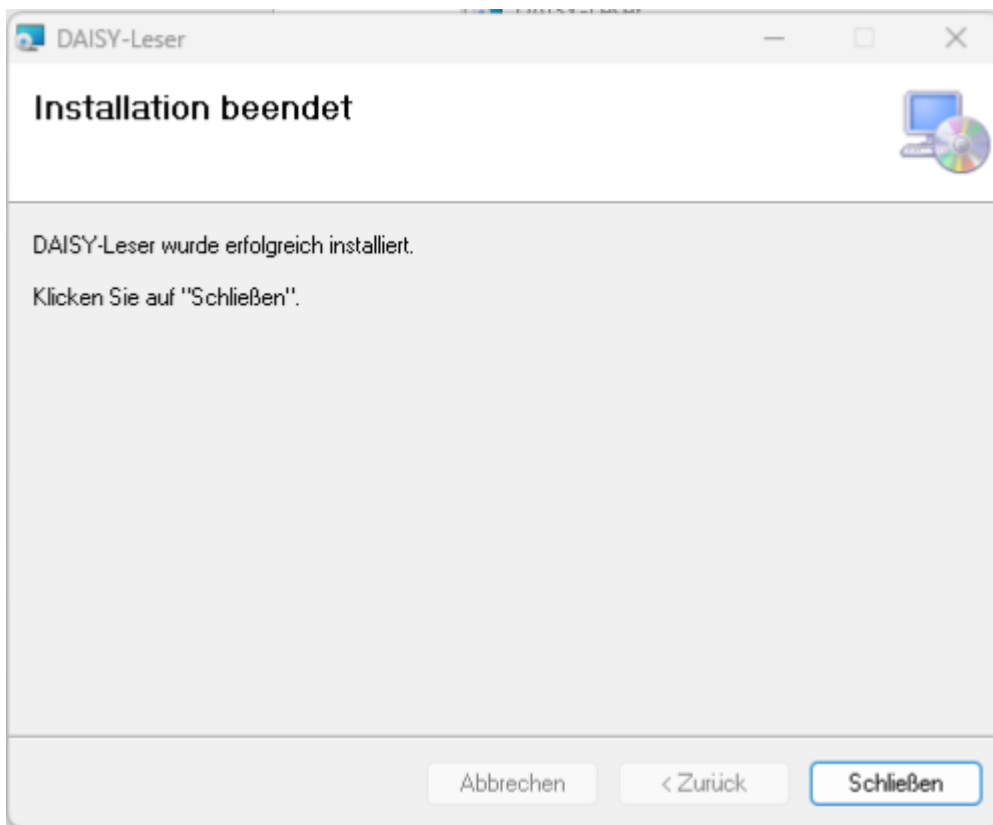 DAISY-Leser
Installation beendet
DAISY-Leser wurde erfolgreich installiert.
Klicken Sie auf "Schließen".
Abbrechen
< Zurück
Schließen